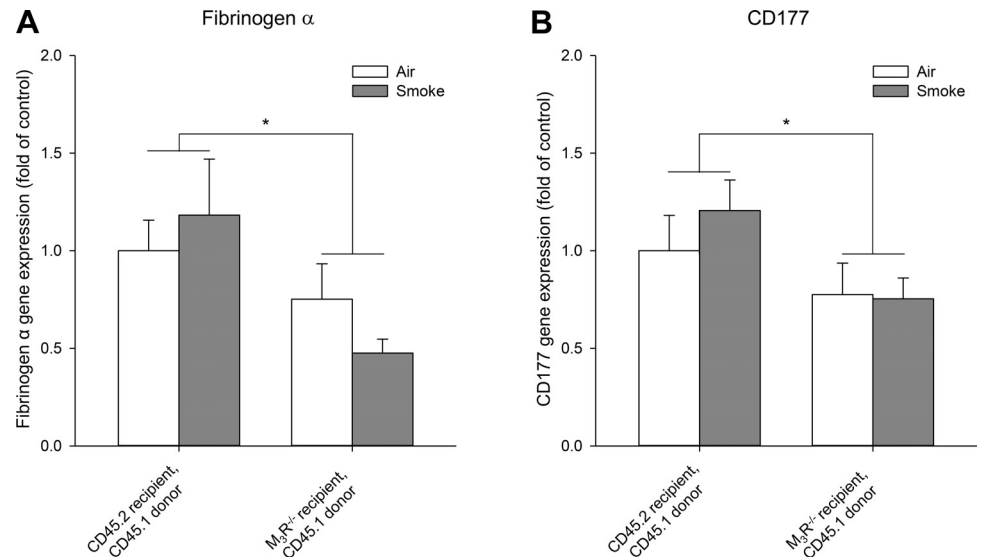 A
Fibrinogen α
Fibrinogen α gene expression (fold of control)
2.0
1.5
1.0
0.5
0.0
Air
Smoke
*
CD45.2 recipient,
CD45.1 donor
M₃R⁻/⁻ recipient,
CD45.1 donor
B
CD177
CD177 gene expression (fold of control)
2.0
1.5
1.0
0.5
0.0
Air
Smoke
*
CD45.2 recipient,
CD45.1 donor
M₃R⁻/⁻ recipient,
CD45.1 donor